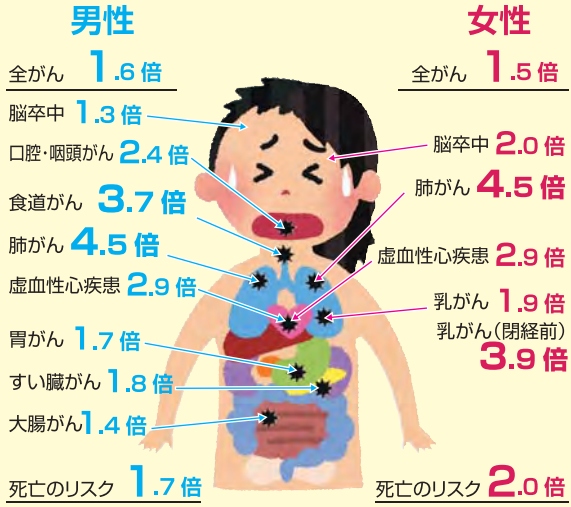 男性
全がん 1.6倍
脳卒中 1.3倍
口腔・咽頭がん 2.4倍
食道がん 3.7倍
肺がん 4.5倍
虚血性心疾患 2.9倍
胃がん 1.7倍
すい臓がん 1.8倍
大腸がん 1.4倍
死亡のリスク 1.7倍
女性
全がん 1.5倍
脳卒中 2.0倍
肺がん 4.5倍
虚血性心疾患 2.9倍
乳がん 1.9倍
乳がん(閉経前)
3.9倍
死亡のリスク 2.0倍